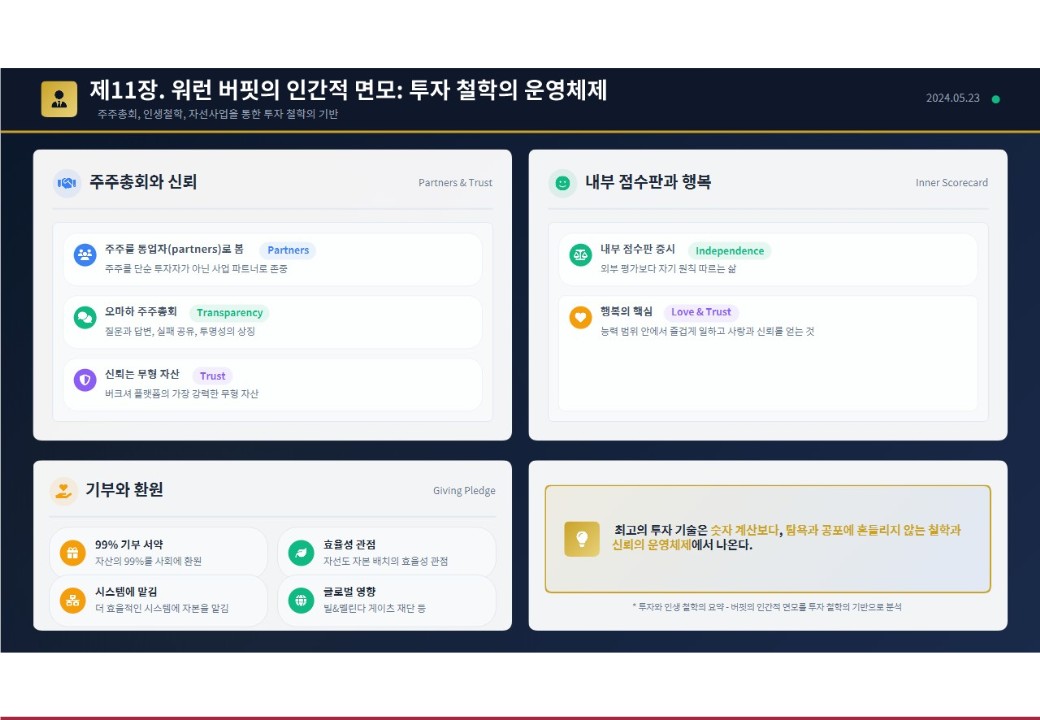 제11장. 워런 버핏의 인간적 면모: 투자 철학의 운영체제
주주총회, 인생철학, 자선사업을 통한 투자 철학의 기반
2024.05.23
주주총회와 신뢰
Partners & Trust
주주를 동업자(partners)로 봄
Partners
주주를 단순 투자자가 아닌 사업 파트너로 존중
오마하 주주총회
Transparency
질문과 답변, 실패 공유, 투명성의 상징
신뢰는 무형 자산
Trust
버크셔 플랫폼의 가장 강력한 무형 자산
내부 점수판과 행복
Inner Scorecard
내부 점수판 중시
Independence
외부 평가보다 자기 원칙 따르는 삶
행복의 핵심
Love & Trust
능력 범위 안에서 즐겁게 일하고 사랑과 신뢰를 얻는 것
기부와 환원
Giving Pledge
99% 기부 서약
자산의 99%를 사회에 환원
효율성 관점
자선도 자본 배치의 효율성 관점
시스템에 맡김
더 효율적인 시스템에 자본을 맡김
글로벌 영향
빌&멜린다 게이츠 재단 등
최고의 투자 기술은 숫자 계산보다, 탐욕과 공포에 흔들리지 않는 철학과
신뢰의 운영체제에서 나온다.
* 투자와 인생 철학의 요약 - 버핏의 인간적 면모를 투자 철학의 기반으로 분석